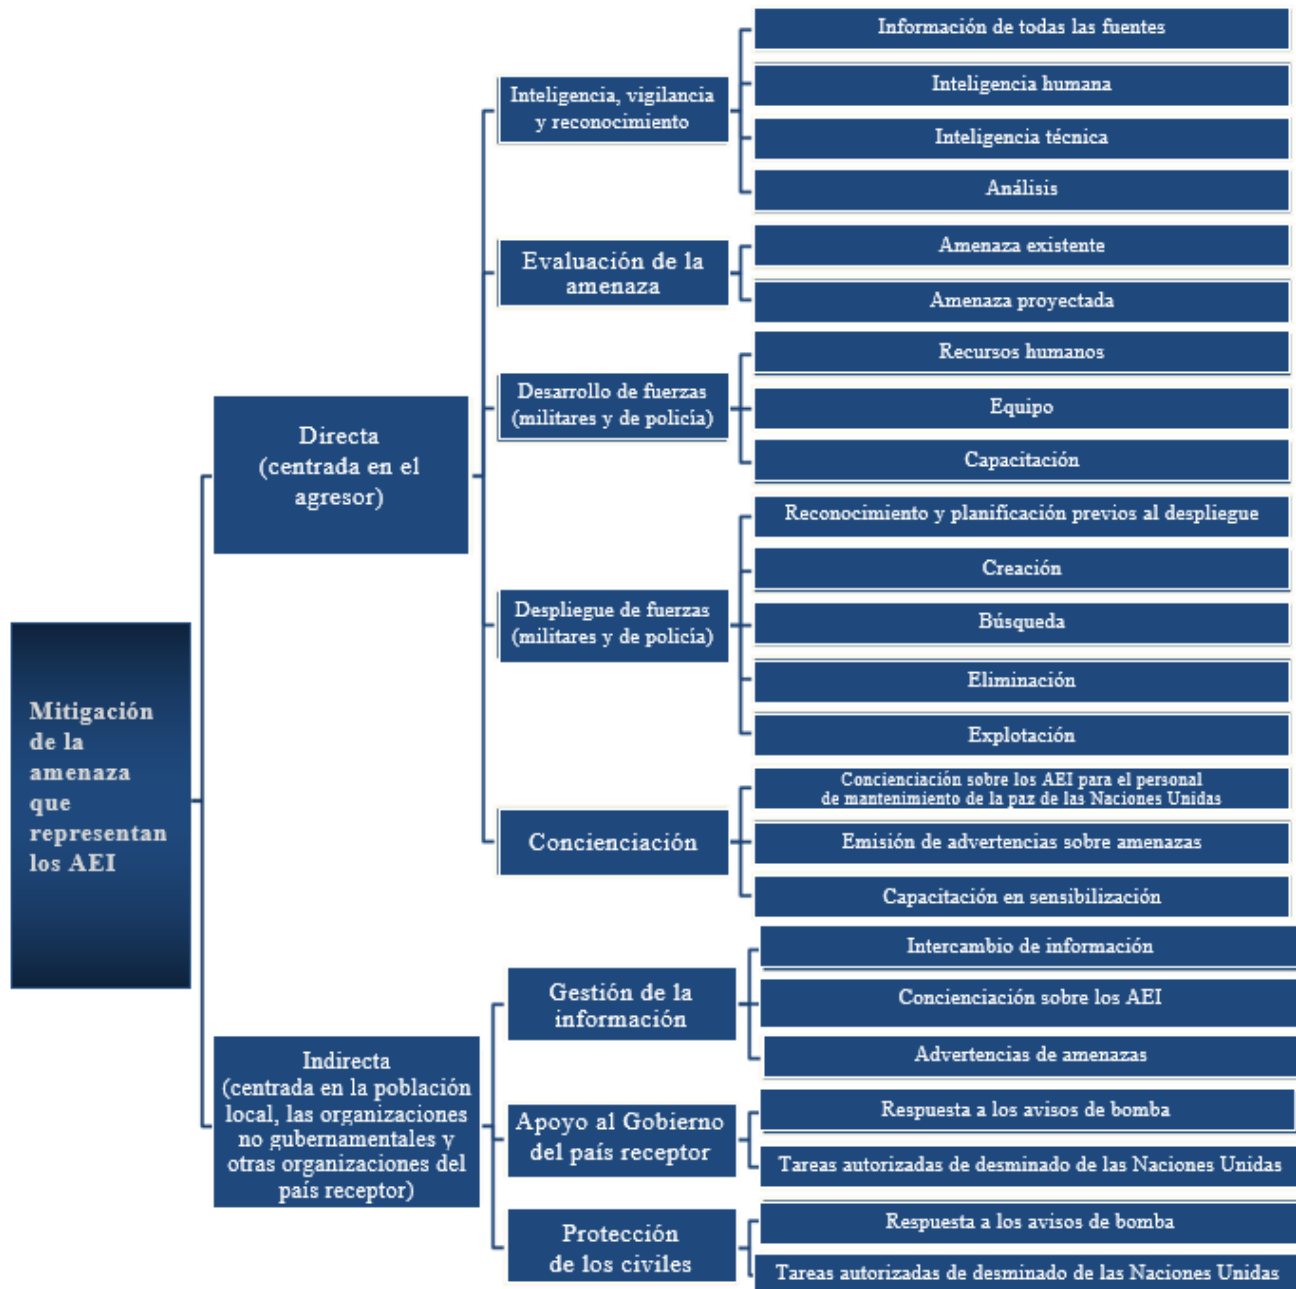 Mitigación
de la
amenaza
que
representan
los AEI
Directa
(centrada en el
agresor)
Inteligencia, vigilancia
y reconocimiento
Información de todas las fuentes
Inteligencia humana
Inteligencia técnica
Análisis
Evaluación de la
amenaza
Amenaza existente
Amenaza proyectada
Desarrollo de fuerzas
(militares y de policía)
Recursos humanos
Equipo
Capacitación
Despliegue de fuerzas
(militares y de policía)
Reconocimiento y planificación previos al despliegue
Creación
Búsqueda
Eliminación
Explotación
Concienciación
Concienciación sobre los AEI para el personal
de mantenimiento de la paz de las Naciones Unidas
Emisión de advertencias sobre amenazas
Capacitación en sensibilización
Indirecta
(centrada en la población
local, las organizaciones
no gubernamentales y
otras organizaciones del
país receptor)
Gestión de la
información
Intercambio de información
Concienciación sobre los AEI
Advertencias de amenazas
Apoyo al Gobierno
del país receptor
Respuesta a los avisos de bomba
Tareas autorizadas de desminado de las Naciones Unidas
Protección
de los civiles
Respuesta a los avisos de bomba
Tareas autorizadas de desminado de las Naciones Unidas